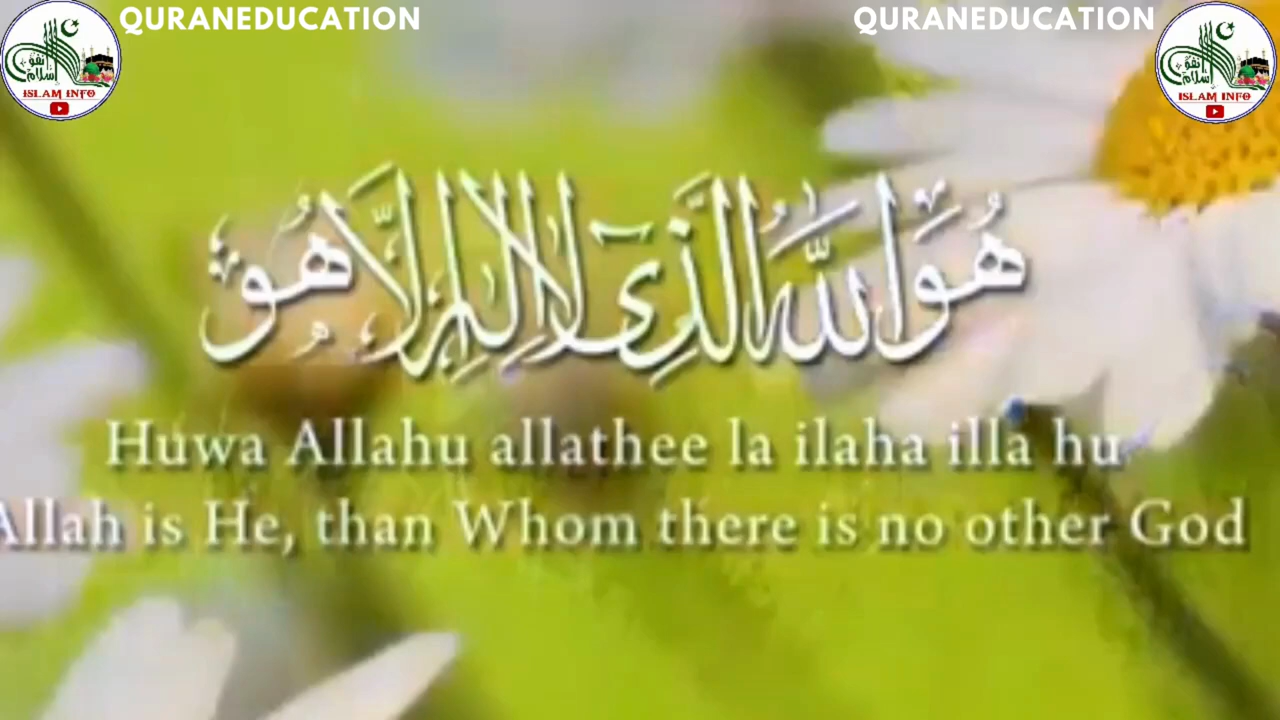 QURANEDUCATION QURANEDUCATION
ISLAM INFO ISLAM INFO
هُوَ اللهُ الَّذِی لَا اِلٰهَ اِلَّا هُوَ
Huwa Allahu allathee la ilaha illa hu
Allah is He, than Whom there is no other God